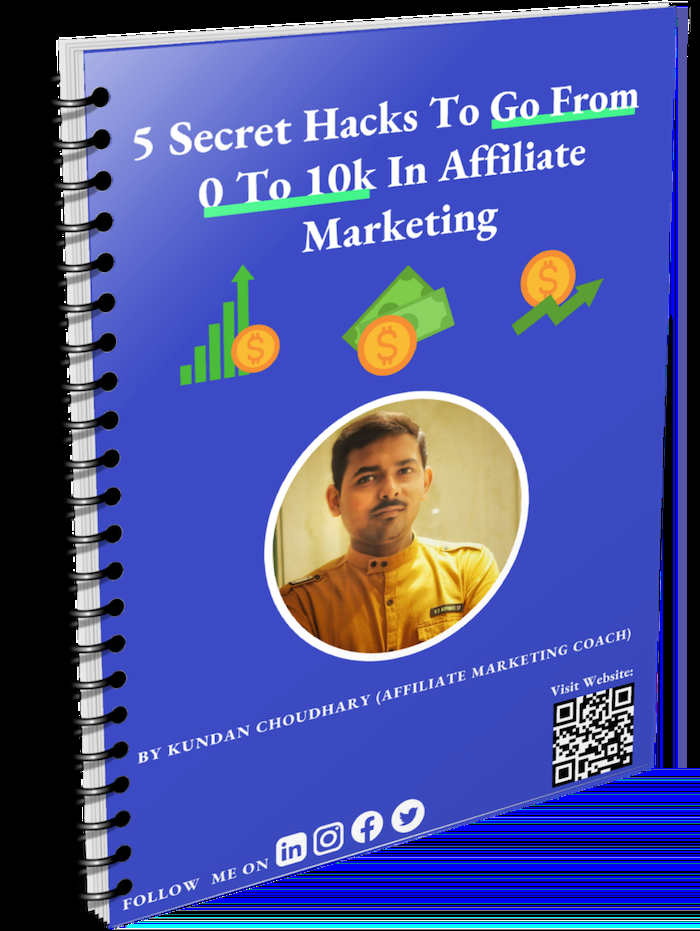 5 Secret Hacks To Go From
0 To 10k In Affiliate
Marketing
BY KUNDAN CHOUDHARY (AFFILIATE MARKETING COACH)
Visit Website:
FOLLOW ME ON